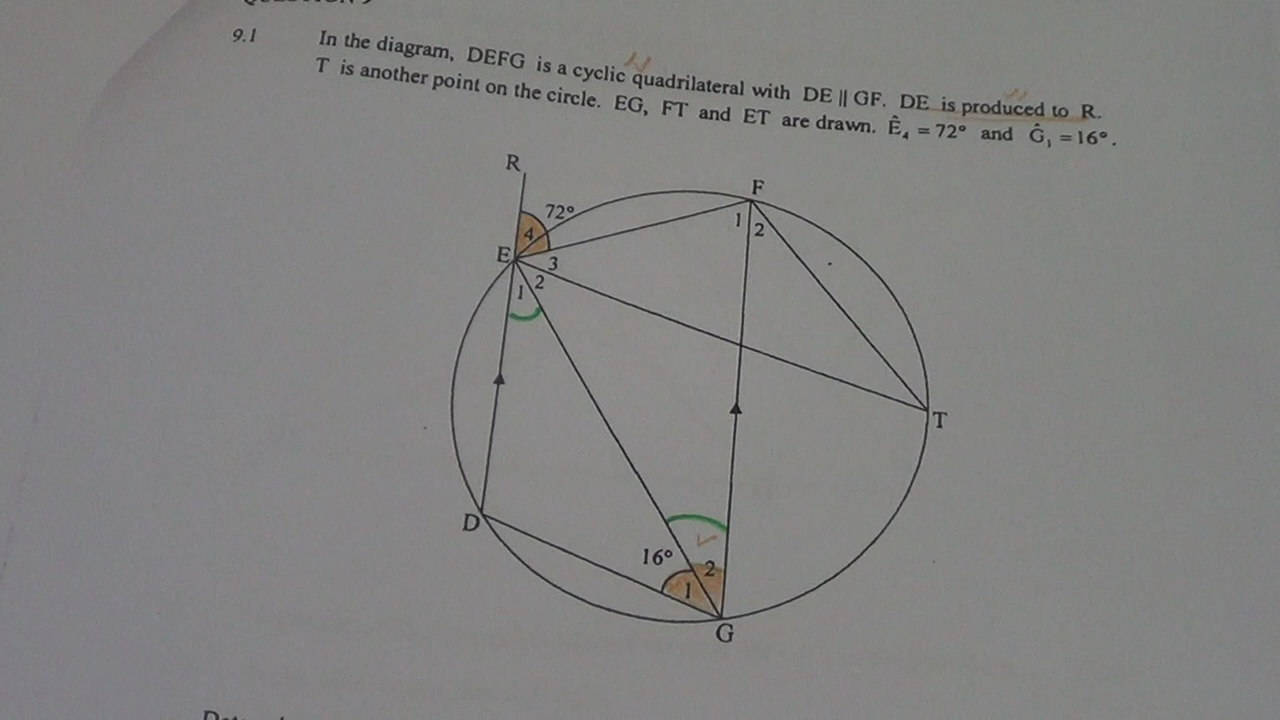 9.1 In the diagram, DEFG is a cyclic quadrilateral with DE || GF. DE is produced to R.
T is another point on the circle. EG, FT and ET are drawn. Ê₄ = 72° and Ĝ₁ = 16°.
R
F
72°
4
1
2
E
3
2
1
T
D
16°
2
1
G